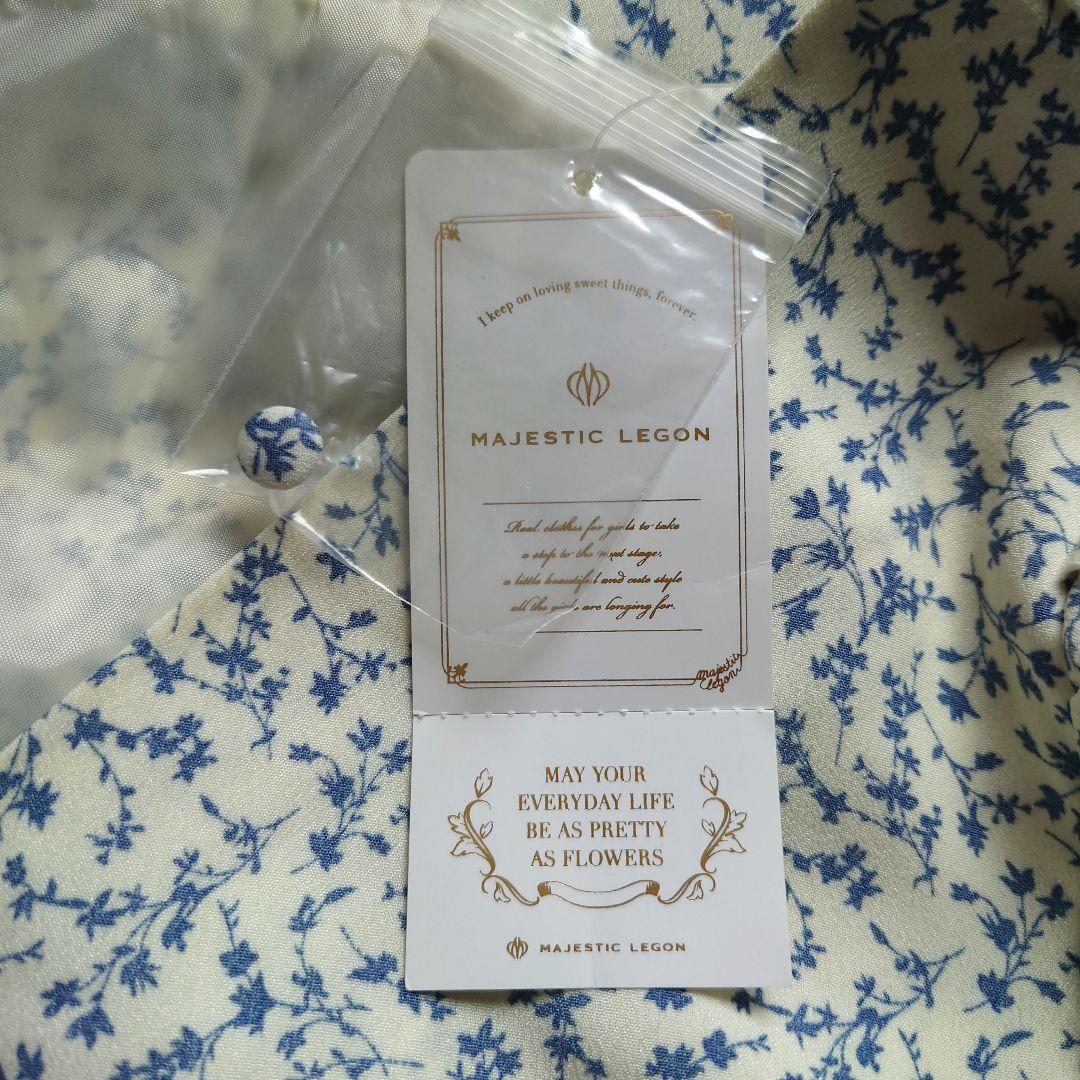 I keep on loving sweet things, forever.
MAJESTIC LEGON
Real clothes for girls to take
a step to the next stage,
a little beautiful and cute style
all the girls are longing for.
majestic
legon
MAY YOUR
EVERYDAY LIFE
BE AS PRETTY
AS FLOWERS
MAJESTIC LEGON